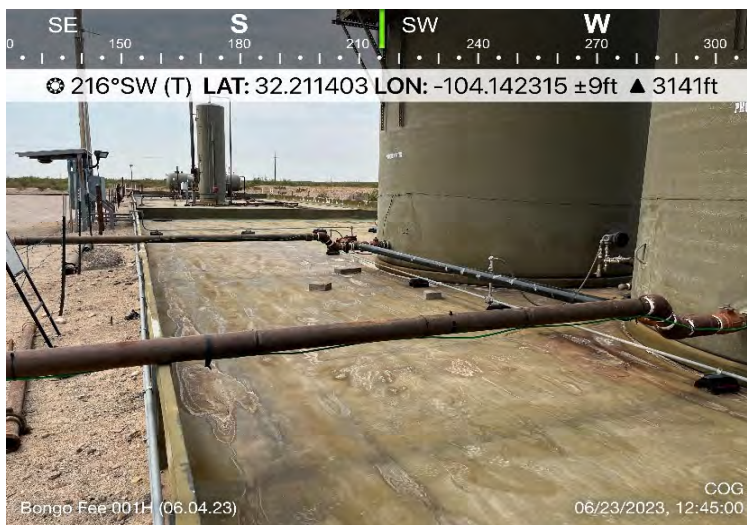 SE S SW W
0 150 180 210 240 270 300
216°SW (T) LAT: 32.211403 LON: -104.142315 ±9ft ▲ 3141ft
COG
Bongo Fee 001H (06.04.23) 06/23/2023, 12:45:00